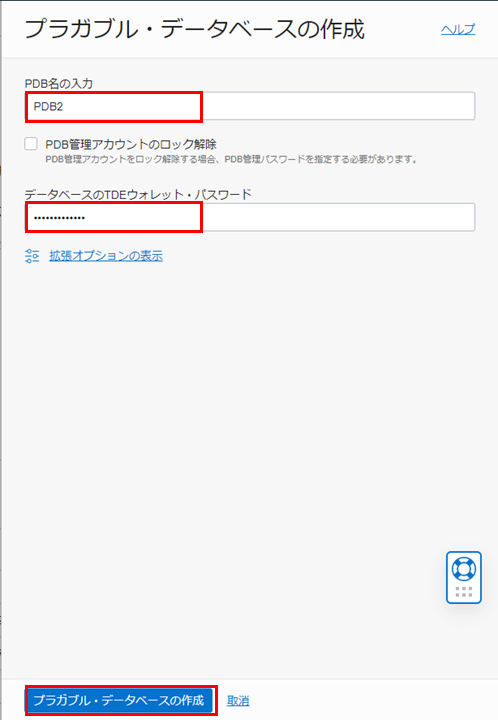 プラガブル・データベースの作成
ヘルプ
PDB名の入力
PDB2
PDB管理アカウントのロック解除
PDB管理アカウントをロック解除する場合、PDB管理パスワードを指定する必要があります。
データベースのTDEウォレット・パスワード
•••••••••••••
拡張オプションの表示
プラガブル・データベースの作成
取消